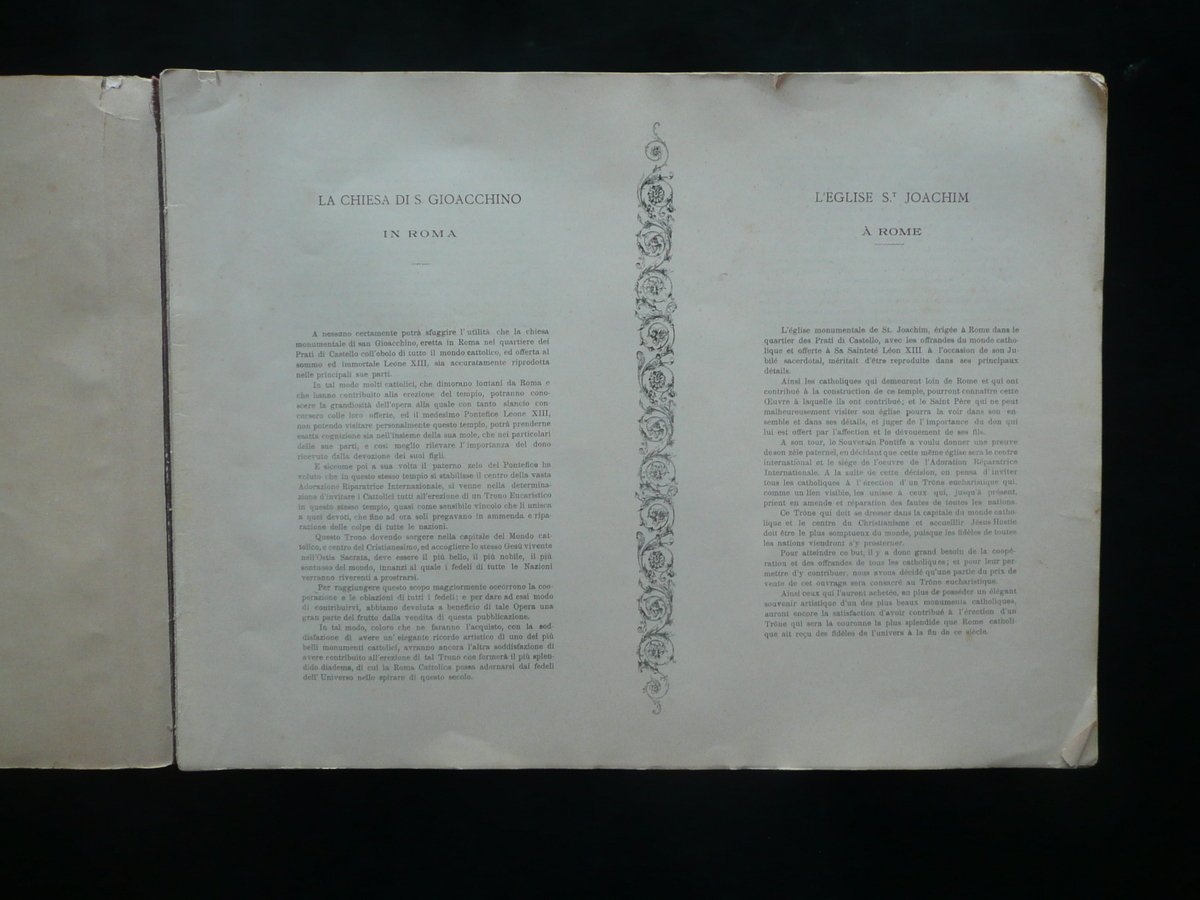 LA CHIESA DI S. GIOACCHINO
IN ROMA
A nessuno certamente potrà sfuggire l'utilità che la chiesa
monumentale di san Gioacchino, eretta in Roma nel quartiere dei
Prati di Castello coll'obolo di tutto il mondo cattolico, ed offerta al
sommo ed immortale Leone XIII, sia accuratamente riprodotta
nelle principali sue parti.
In tal modo molti cattolici, che dimorano lontani da Roma e
che hanno contribuito alla erezione del tempio, potranno cono-
scere la grandiosità dell'opera alla quale con tanto slancio con-
corsero colle loro offerte, ed il medesimo Pontefice Leone XIII,
non potendo visitare personalmente questo tempio, potrà prenderne
esatta cognizione sia nell'insieme della sua mole, che nei particolari
delle sue parti, e così meglio rilevare l'importanza del dono
ricevuto dalla devozione dei suoi figli.
E siccome poi a sua volta il paterno zelo del Pontefice ha
voluto che in questo stesso tempio si stabilisse il centro della vasta
Adorazione Riparatrice Internazionale, si venne nella determina-
zione d'invitare i Cattolici tutti all'erezione di un Trono Eucaristico
in questo stesso tempio, quasi come sensibile vincolo che li unisca
a quei devoti, che fino ad ora soli pregavano in ammenda e ripa-
razione delle colpe di tutte le nazioni.
Questo Trono dovendo sorgere nella capitale del Mondo cat-
tolico, e centro del Cristianesimo, ed accogliere lo stesso Gesù vivente
nell'Ostia Sacrata, deve essere il più bello, il più nobile, il più
sontuoso del mondo, innanzi al quale i fedeli di tutte le Nazioni
verranno riverenti a prostrarsi.
Per raggiungere questo scopo maggiormente occorrono la coo-
perazione e le oblazioni di tutti i fedeli; e per dare ad essi modo
di contribuirvi, abbiamo devoluta a beneficio di tale Opera una
gran parte del frutto dalla vendita di questa pubblicazione.
In tal modo, coloro che ne faranno l'acquisto, con la sod-
disfazione di avere un'elegante ricordo artistico di uno dei più
belli monumenti cattolici, avranno ancora l'altra soddisfazione di
avere contribuito all'erezione di tal Trono che formerà il più splen-
dido diadema, di cui la Roma Cattolica possa adornarsi dai fedeli
dell'Universo nello spirare di questo secolo.
L'EGLISE S.T JOACHIM
À ROME
L'église monumentale de St. Joachim, érigée à Rome dans le
quartier des Prati di Castello, avec les offrandes du monde catho-
lique et offerte à Sa Sainteté Léon XIII à l'occasion de son Ju-
bilé sacerdotal, méritait d'être reproduite dans ses principaux
détails.
Ainsi les catholiques qui demeurent loin de Rome et qui ont
contribué à la construction de ce temple, pourront connaître cette
Œuvre à laquelle ils ont contribué; et le Saint Père qui ne peut
malheureusement visiter son église pourra la voir dans son en-
semble et dans ses détails, et juger de l'importance du don qui
lui est offert par l'affection et le dévouement de ses fils.
A son tour, le Souverain Pontife a voulu donner une preuve
de son zèle paternel, en décidant que cette même église sera le centre
international et le siège de l'oeuvre de l'Adoration Réparatrice
Internationale. A la suite de cette décision, on pensa d'inviter
tous les catholiques à l'érection d'un Trône eucharistique qui,
comme un lien visible, les unisse à ceux qui, jusqu'à présent,
prient en amende et réparation des fautes de toutes les nations.
Ce Trône qui doit se dresser dans la capitale du monde catho-
lique et le centre du Christianisme et accueillir Jésus-Hostie
doit être le plus somptueux du monde, puisque les fidèles de toutes
les nations viendront s'y prosterner.
Pour atteindre ce but, il y a donc grand besoin de la coopé-
ration et des offrandes de tous les catholiques; et pour leur per-
mettre d'y contribuer, nous avons décidé qu'une partie du prix de
vente de cet ouvrage sera consacré au Trône eucharistique.
Ainsi ceux qui l'auront achetée, en plus de posséder un élégant
souvenir artistique d'un des plus beaux monuments catholiques,
auront encore la satisfaction d'avoir contribué à l'érection d'un
Trône qui sera la couronne la plus splendide que Rome catholi-
que ait reçu des fidèles de l'univers à la fin de ce siècle.